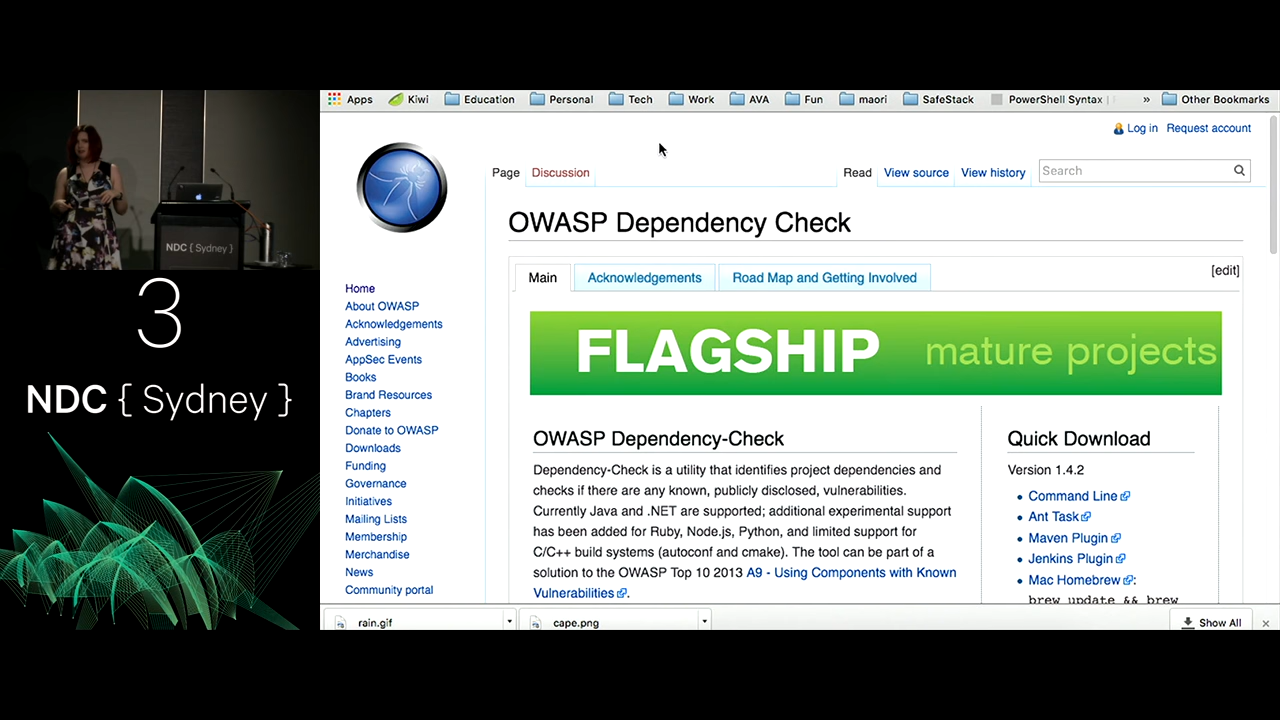 Apps
Kiwi
Education
Personal
Tech
Work
AVA
Fun
maori
SafeStack
PowerShell Syntax
»
Other Bookmarks
Log in
Request account
Page
Discussion
Read
View source
View history
Search
OWASP Dependency Check
Main
Acknowledgements
Road Map and Getting Involved
[edit]
FLAGSHIP mature projects
Home
About OWASP
Acknowledgements
Advertising
AppSec Events
Books
Brand Resources
Chapters
Donate to OWASP
Downloads
Funding
Governance
Initiatives
Mailing Lists
Membership
Merchandise
News
Community portal
OWASP Dependency-Check
Dependency-Check is a utility that identifies project dependencies and
checks if there are any known, publicly disclosed, vulnerabilities.
Currently Java and .NET are supported; additional experimental support
has been added for Ruby, Node.js, Python, and limited support for
C/C++ build systems (autoconf and cmake). The tool can be part of a
solution to the OWASP Top 10 2013 A9 - Using Components with Known
Vulnerabilities.
Quick Download
Version 1.4.2
Command Line
Ant Task
Maven Plugin
Jenkins Plugin
Mac Homebrew:
brew update && brew
rain.gif
cape.png
Show All
NDC { Sydney }
3
NDC { Sydney }